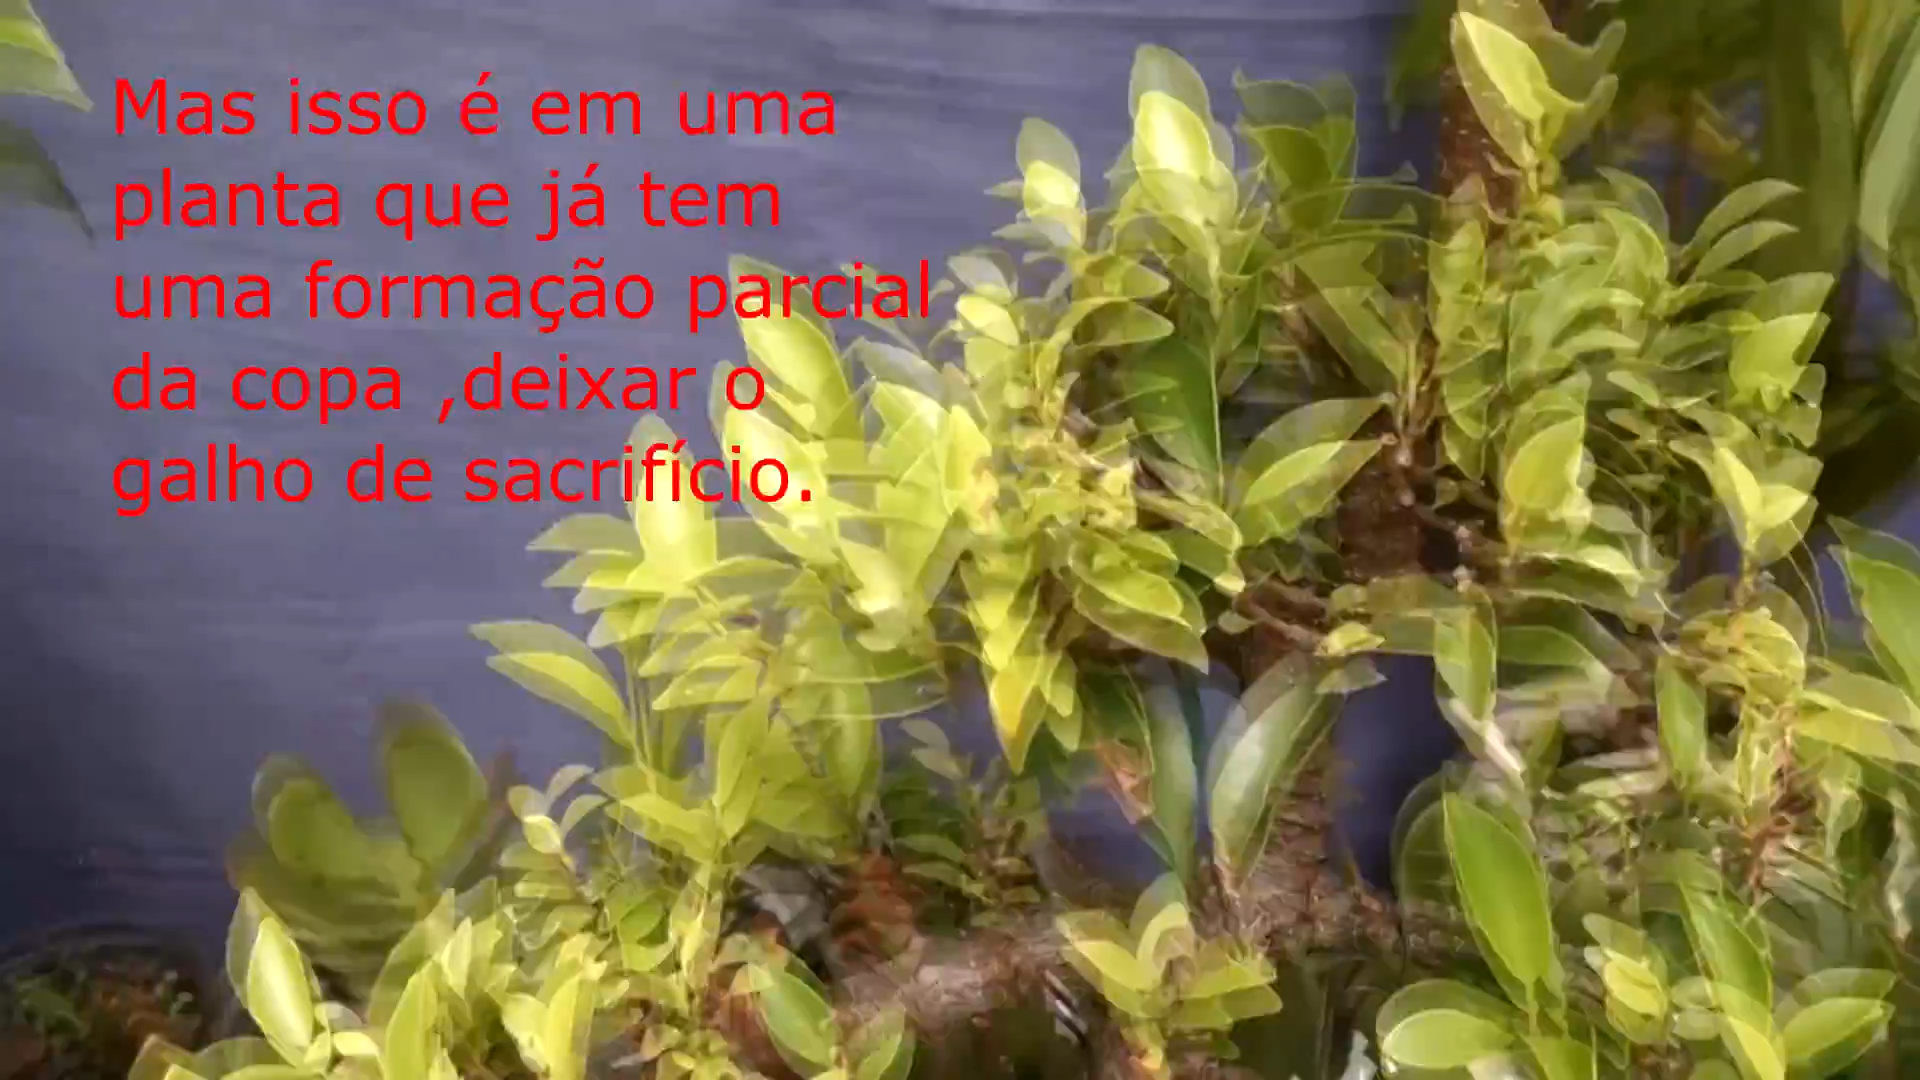 Mas isso é em uma
planta que já tem
uma formação parcial
da copa ,deixar o
galho de sacrifício.